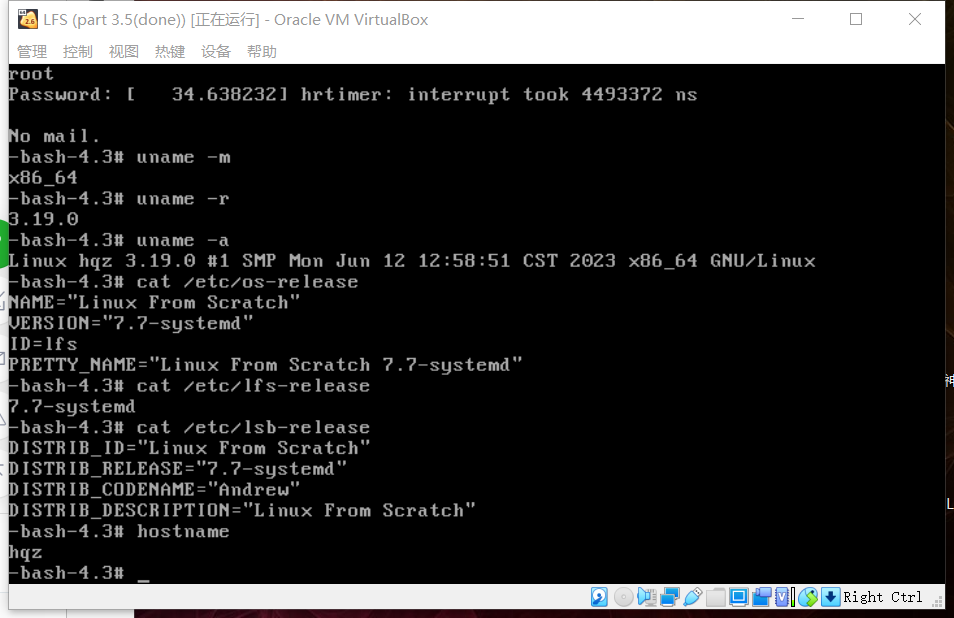 LFS (part 3.5(done)) [正在运行] - Oracle VM VirtualBox
管理 控制 视图 热键 设备 帮助
root
Password: [   34.638232] hrtimer: interrupt took 4493372 ns
No mail.
-bash-4.3# uname -m
x86_64
-bash-4.3# uname -r
3.19.0
-bash-4.3# uname -a
Linux hqz 3.19.0 #1 SMP Mon Jun 12 12:58:51 CST 2023 x86_64 GNU/Linux
-bash-4.3# cat /etc/os-release
NAME="Linux From Scratch"
VERSION="7.7-systemd"
ID=lfs
PRETTY_NAME="Linux From Scratch 7.7-systemd"
-bash-4.3# cat /etc/lfs-release
7.7-systemd
-bash-4.3# cat /etc/lsb-release
DISTRIB_ID="Linux From Scratch"
DISTRIB_RELEASE="7.7-systemd"
DISTRIB_CODENAME="Andrew"
DISTRIB_DESCRIPTION="Linux From Scratch"
-bash-4.3# hostname
hqz
-bash-4.3# _
Right Ctrl